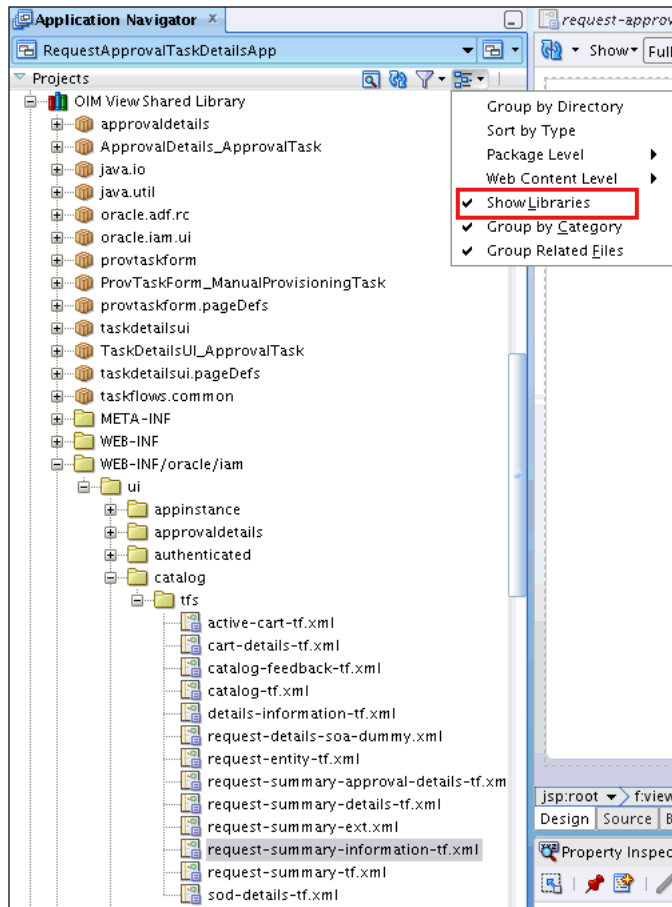 Application Navigator
request-approv
RequestApprovalTaskDetailsApp
Show
Full
Projects
OIM View Shared Library
Group by Directory
approvaldetails
Sort by Type
ApprovalDetails_ApprovalTask
Package Level
java.io
Web Content Level
java.util
Show Libraries
oracle.adf.rc
Group by Category
oracle.iam.ui
Group Related Files
provtaskform
ProvTaskForm_ManualProvisioningTask
provtaskform.pageDefs
taskdetailsui
TaskDetailsUI_ApprovalTask
taskdetailsui.pageDefs
taskflows.common
META-INF
WEB-INF
WEB-INF/oracle/iam
ui
appinstance
approvaldetails
authenticated
catalog
tfs
active-cart-tf.xml
cart-details-tf.xml
catalog-feedback-tf.xml
catalog-tf.xml
details-information-tf.xml
request-details-soa-dummy.xml
request-entity-tf.xml
request-summary-approval-details-tf.xm
request-summary-details-tf.xml
jsp:root f:view
request-summary-ext.xml
Design Source B
request-summary-information-tf.xml
Property Inspec
request-summary-tf.xml
sod-details-tf.xml